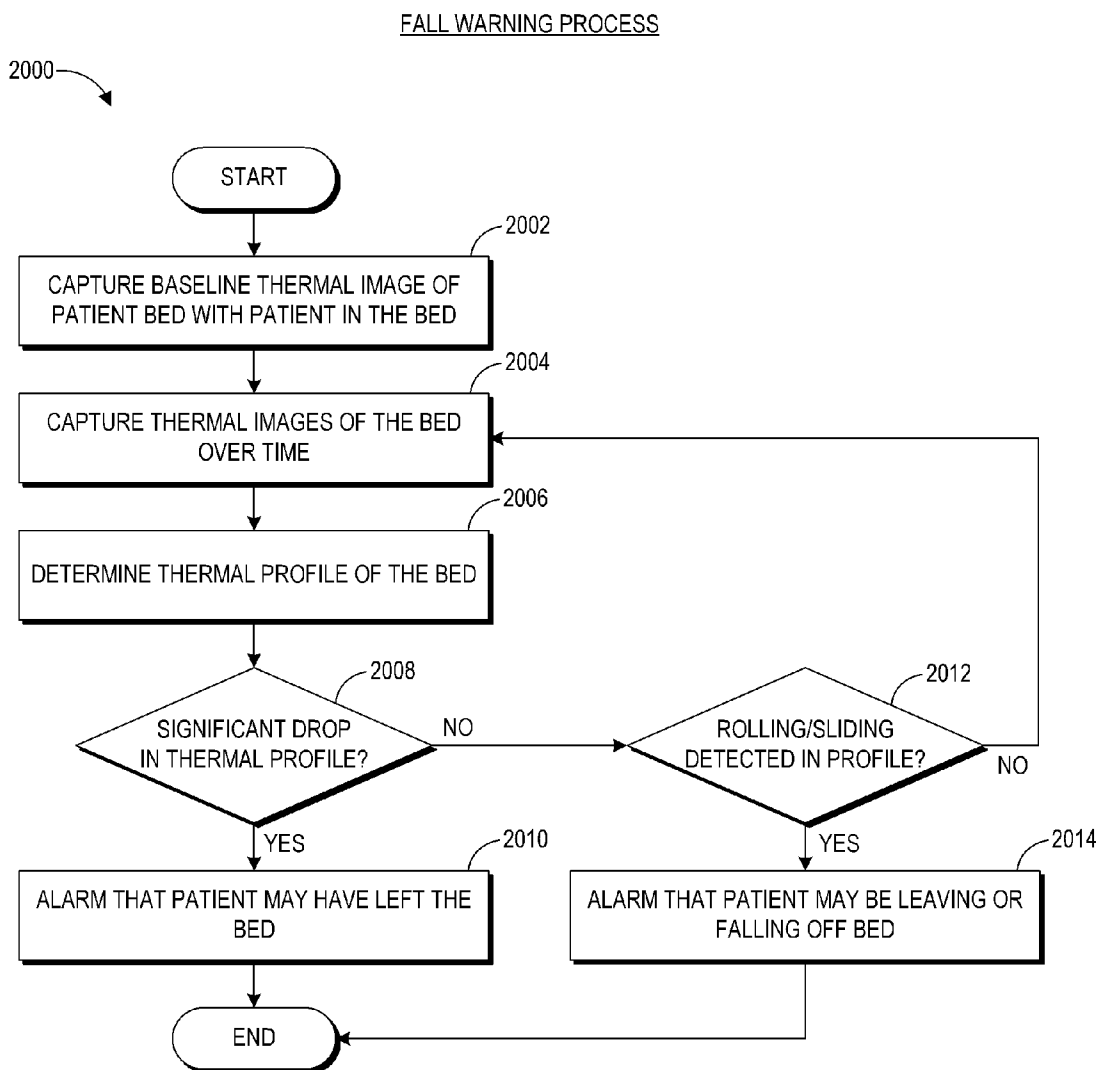 FALL WARNING PROCESS
2000
START
2002
CAPTURE BASELINE THERMAL IMAGE OF
PATIENT BED WITH PATIENT IN THE BED
2004
CAPTURE THERMAL IMAGES OF THE BED
OVER TIME
2006
DETERMINE THERMAL PROFILE OF THE BED
2008
SIGNIFICANT DROP
IN THERMAL PROFILE?
NO
2012
ROLLING/SLIDING
DETECTED IN PROFILE?
NO
YES
2010
ALARM THAT PATIENT MAY HAVE LEFT THE
BED
YES
2014
ALARM THAT PATIENT MAY BE LEAVING OR
FALLING OFF BED
END